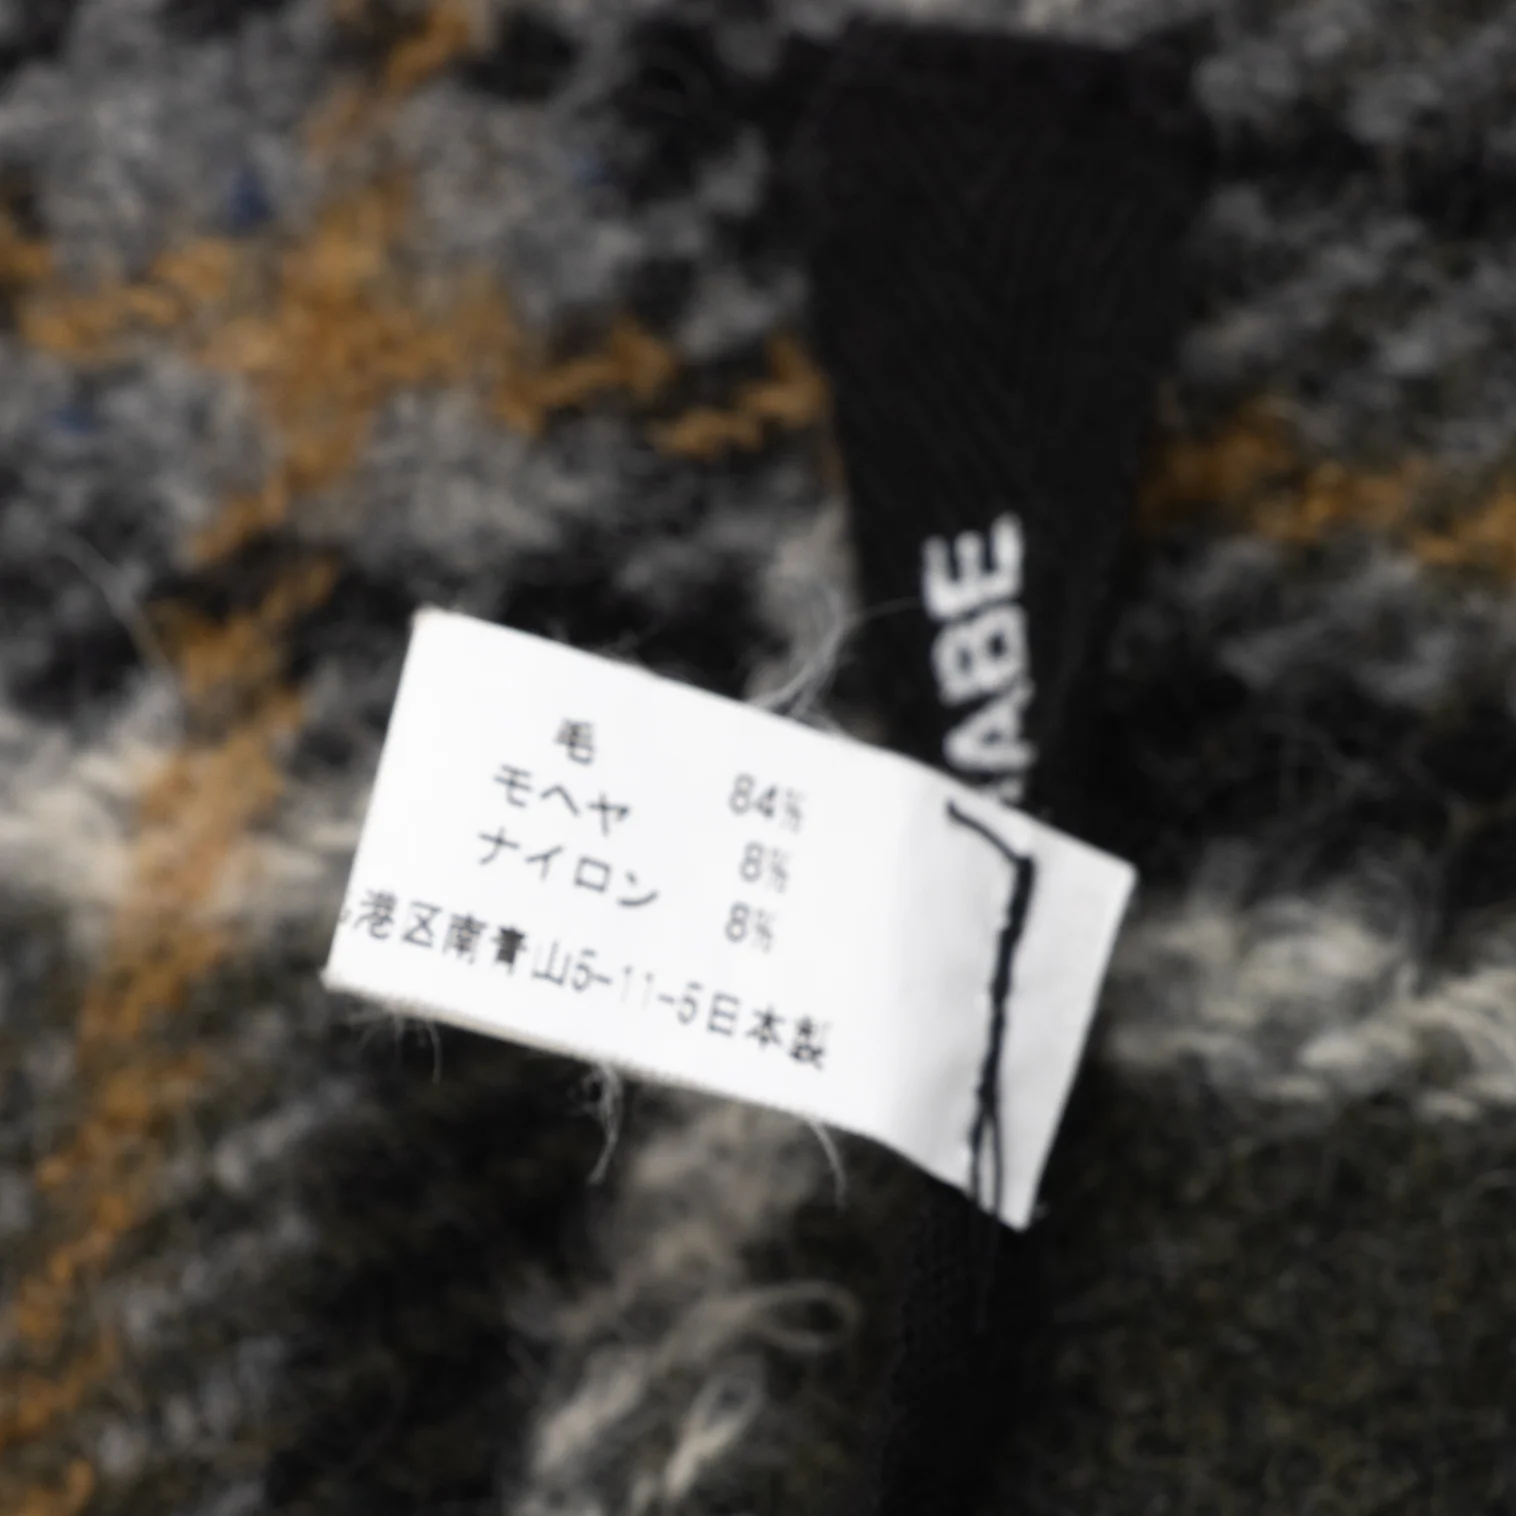 ABE
毛 84%
モヘヤ 8%
ナイロン 8%
港区南青山5-11-5日本製